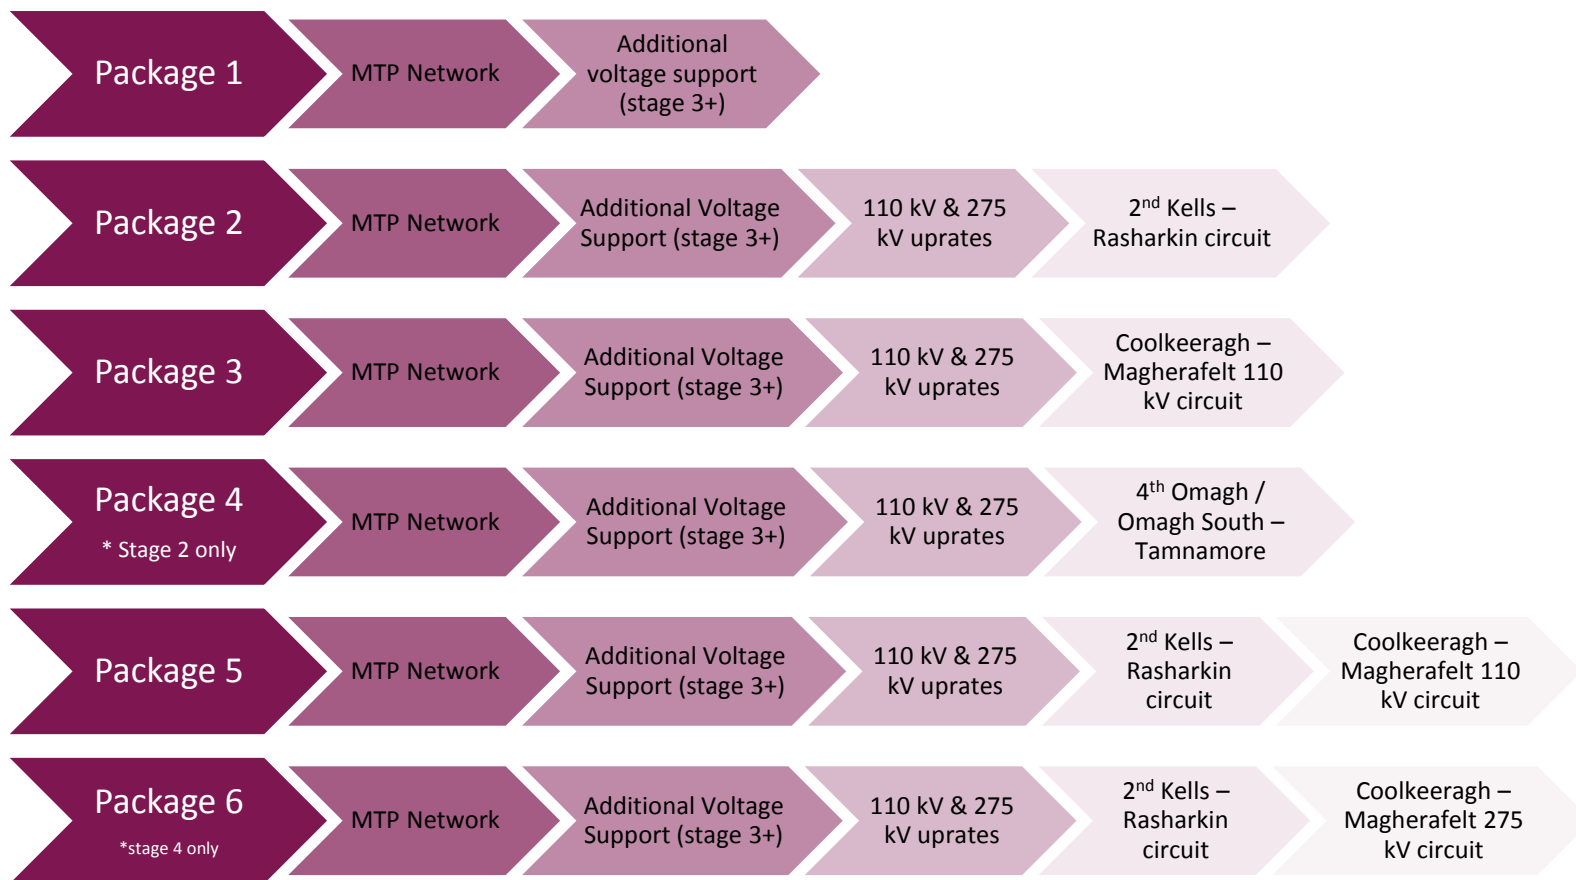 Package 1
MTP Network
Additional
voltage support
(stage 3+)
Package 2
MTP Network
Additional Voltage
Support (stage 3+)
110 kV & 275
kV uprates
2nd Kells –
Rasharkin circuit
Package 3
MTP Network
Additional Voltage
Support (stage 3+)
110 kV & 275
kV uprates
Coolkeeragh –
Magherafelt 110
kV circuit
Package 4
* Stage 2 only
MTP Network
Additional Voltage
Support (stage 3+)
110 kV & 275
kV uprates
4th Omagh /
Omagh South –
Tamnamore
Package 5
MTP Network
Additional Voltage
Support (stage 3+)
110 kV & 275
kV uprates
2nd Kells –
Rasharkin
circuit
Coolkeeragh –
Magherafelt 110
kV circuit
Package 6
*stage 4 only
MTP Network
Additional Voltage
Support (stage 3+)
110 kV & 275
kV uprates
2nd Kells –
Rasharkin
circuit
Coolkeeragh –
Magherafelt 275
kV circuit